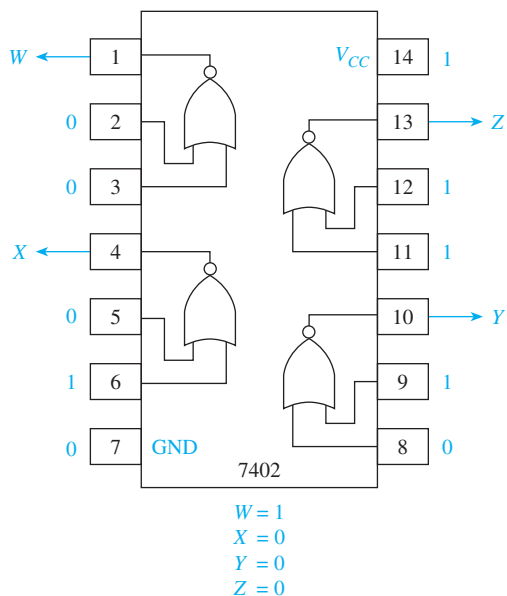 W 1 V_CC 14 1
0 2 13 Z
0 3 12 1
X 4 11 1
0 5 10 Y
1 6 9 1
0 7 GND 8 0
7402
W = 1
X = 0
Y = 0
Z = 0